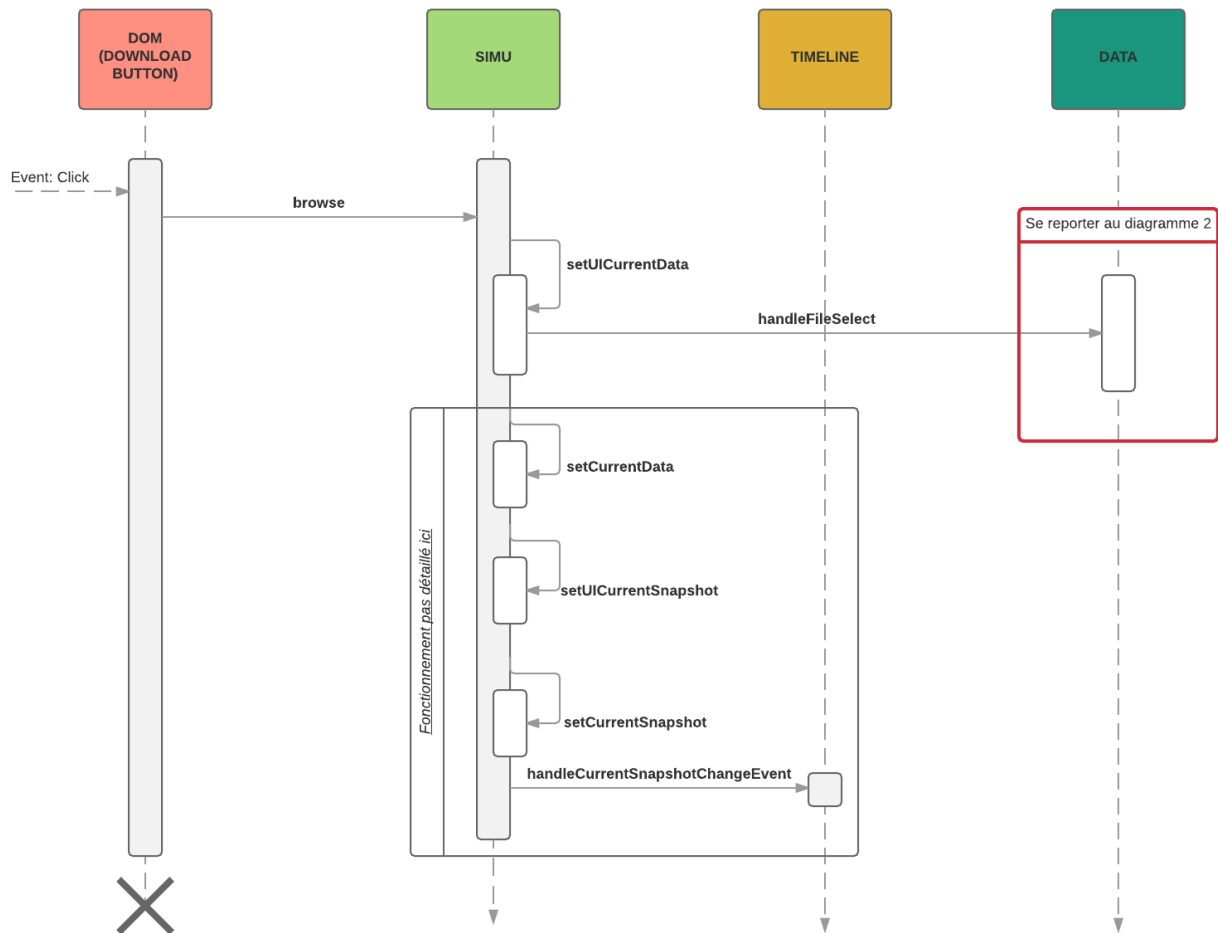 DOM
(DOWNLOAD
BUTTON)
SIMU
TIMELINE
DATA
Event: Click
browse
Se reporter au diagramme 2
setUICurrentData
handleFileSelect
setCurrentData
Fonctionnement pas détaillé ici
setUICurrentSnapshot
setCurrentSnapshot
handleCurrentSnapshotChangeEvent